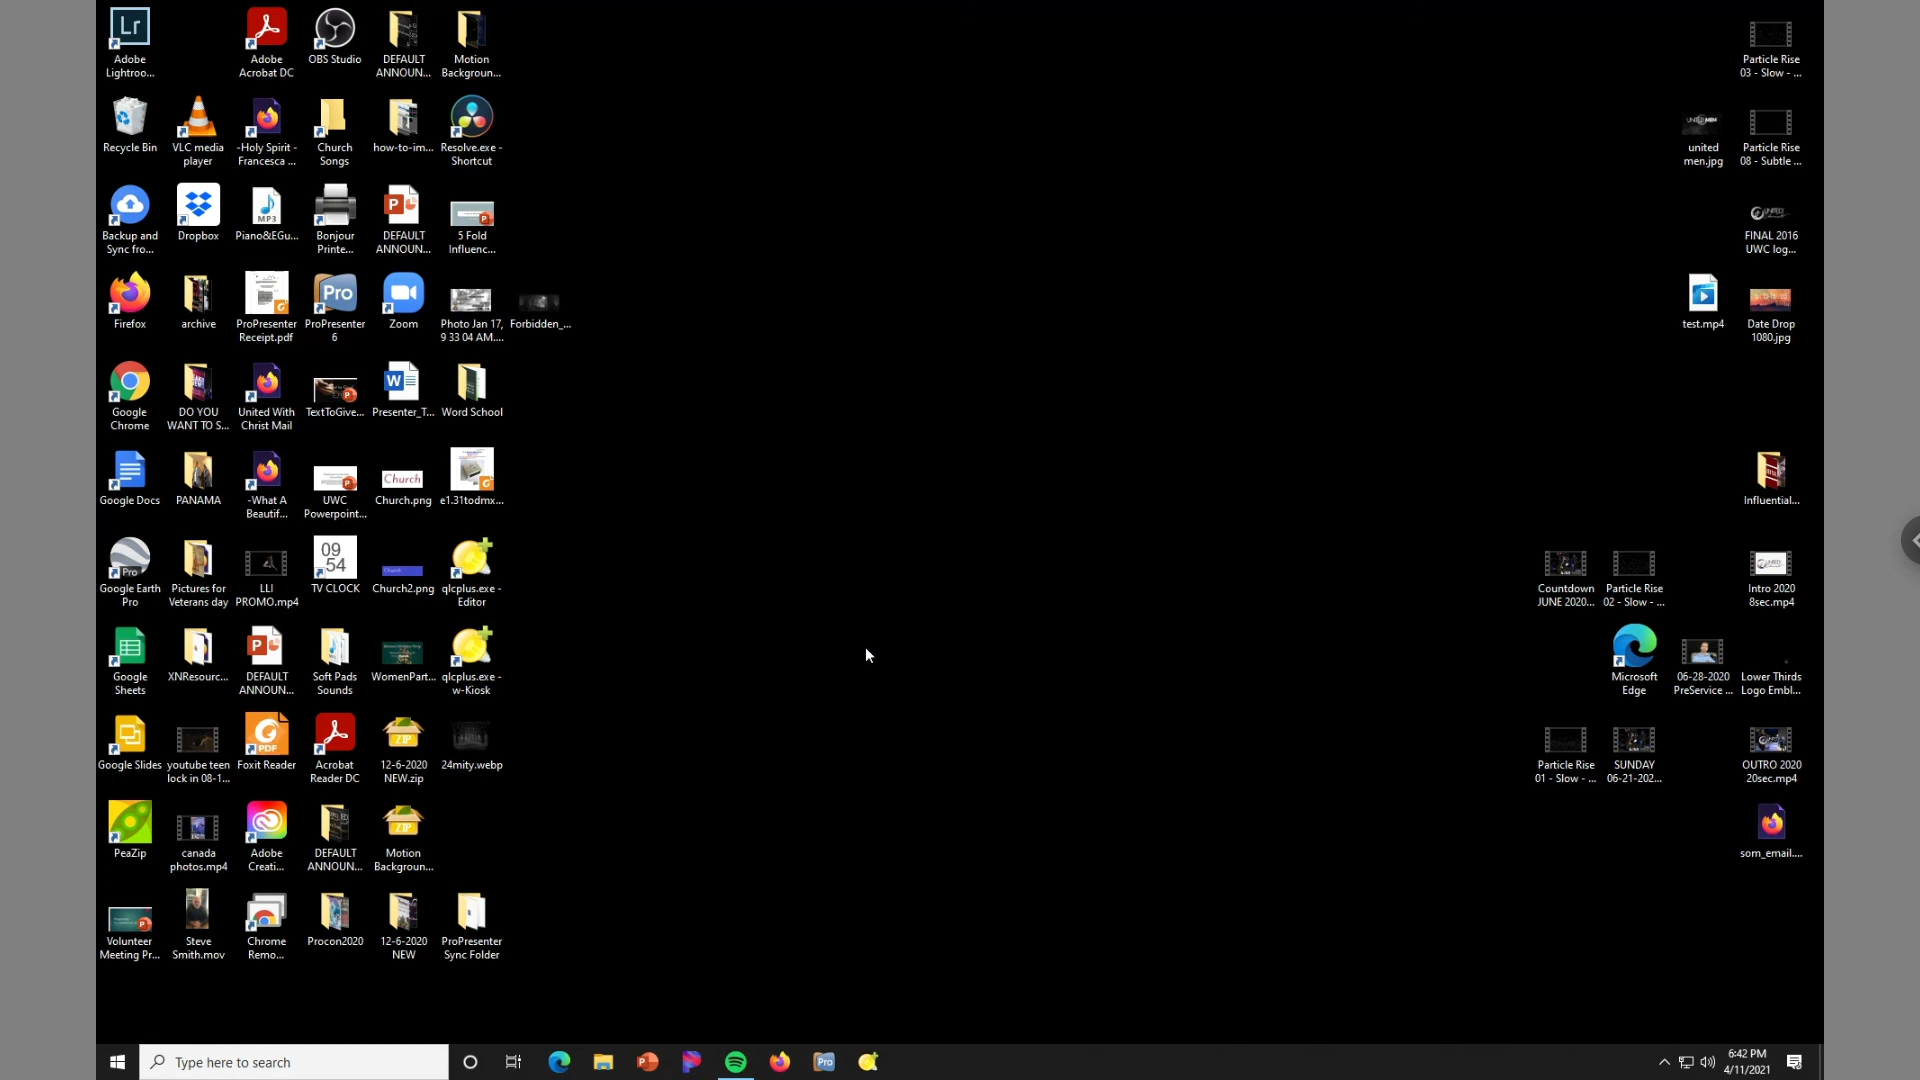 Adobe
Lightroo...
Adobe
Acrobat DC
OBS Studio
DEFAULT
ANNOUN...
Motion
Backgroun...
Particle Rise
03 - Slow - ...
Recycle Bin
VLC media
player
-Holy Spirit -
Francesca ...
Church
Songs
how-to-im...
Resolve.exe -
Shortcut
united
men.jpg
Particle Rise
08 - Subtle ...
Backup and
Sync fro...
Dropbox
MP3
Piano&EGu...
Bonjour
Printe...
DEFAULT
ANNOUN...
5 Fold
Influenc...
FINAL 2016
UWC log...
Firefox
archive
ProPresenter
Receipt.pdf
Pro
ProPresenter
6
Zoom
Photo Jan 17,
9 33 04 AM....
Forbidden_...
test.mp4
Date Drop
1080.jpg
Google
Chrome
DO YOU
WANT TO S...
United With
Christ Mail
TextToGive...
Presenter_T...
Word School
Google Docs
PANAMA
-What A
Beautif...
UWC
Powerpoint...
Church
Church.png
e1.31todmx...
Influential...
Pro
Google Earth
Pro
Pictures for
Veterans day
LLI
PROMO.mp4
09
54
TV CLOCK
Church
Church2.png
qlcplus.exe -
Editor
Countdown
JUNE 2020...
Particle Rise
02 - Slow - ...
Intro 2020
8sec.mp4
Google
Sheets
XNResourc...
DEFAULT
ANNOUN...
Soft Pads
Sounds
WomenPart...
qlcplus.exe -
w-Kiosk
Microsoft
Edge
06-28-2020
PreService ...
Lower Thirds
Logo Embl...
Google Slides
youtube teen
lock in 08-1...
PDF
Foxit Reader
Acrobat
Reader DC
ZIP
12-6-2020
NEW.zip
24mity.webp
Particle Rise
01 - Slow - ...
SUNDAY
06-21-202...
OUTRO 2020
20sec.mp4
PeaZip
canada
photos.mp4
Adobe
Creati...
DEFAULT
ANNOUN...
ZIP
Motion
Backgroun...
som_email....
Volunteer
Meeting Pr...
Steve
Smith.mov
Chrome
Remo...
Procon2020
12-6-2020
NEW
ProPresenter
Sync Folder
Type here to search
Pro
6:42 PM
4/11/2021